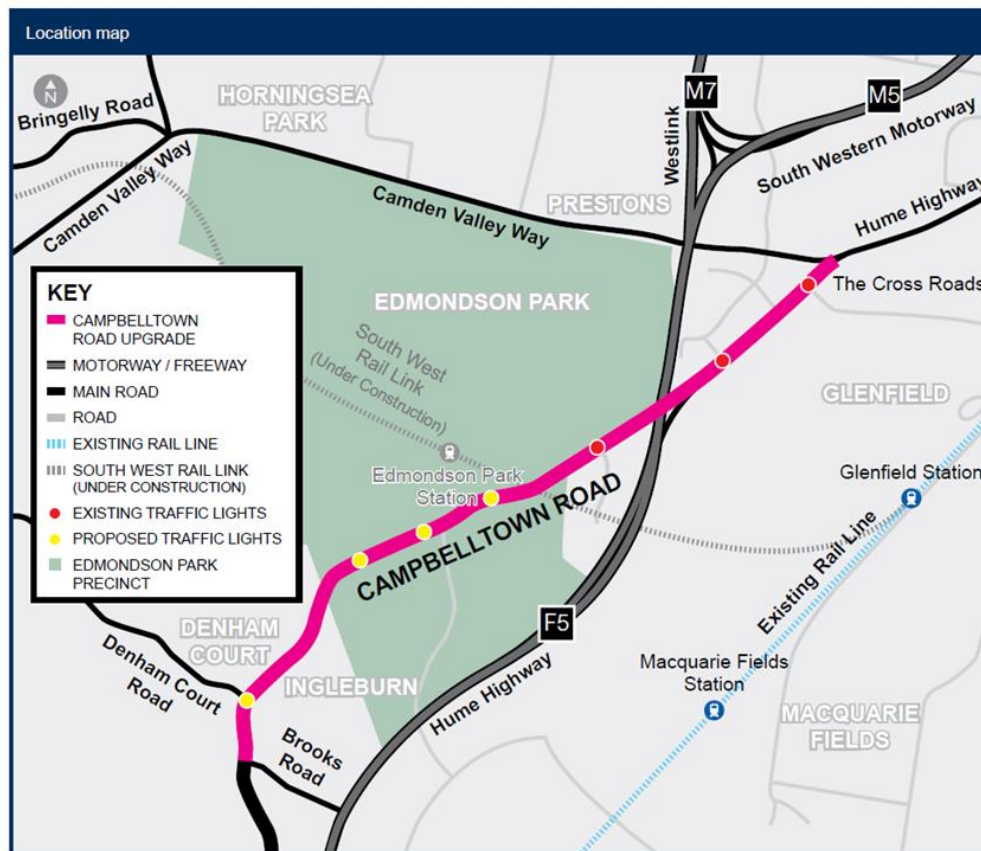 Location map
N
Bringelly Road
HORNINGSEA
PARK
M7
M5
Westlink
South Western Motorway
Camden Valley Way
Camden Valley Way
PRESTONS
Hume Highway
The Cross Roads
EDMONDSON PARK
South West
Rail Link
(Under Construction)
GLENFIELD
KEY
CAMPBELLTOWN
ROAD UPGRADE
MOTORWAY / FREEWAY
MAIN ROAD
ROAD
EXISTING RAIL LINE
SOUTH WEST RAIL LINK
(UNDER CONSTRUCTION)
EXISTING TRAFFIC LIGHTS
PROPOSED TRAFFIC LIGHTS
EDMONDSON PARK
PRECINCT
Edmondson Park
Station
CAMPBELLTOWN ROAD
Glenfield Station
Existing Rail Line
F5
DENHAM
COURT
Denham Court
Road
INGLEBURN
Hume Highway
Brooks
Road
Macquarie Fields
Station
MACQUARIE
FIELDS